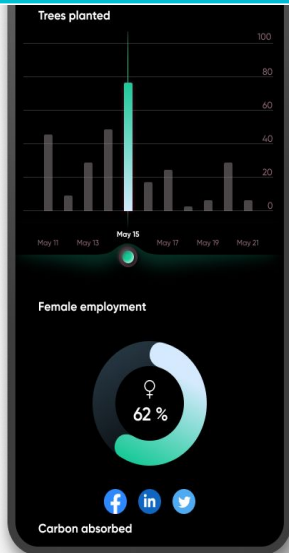 Trees planted
100
80
60
40
20
0
May 15
May 11 May 13 May 17 May 19 May 21
Female employment
62 %
f in
Carbon absorbed